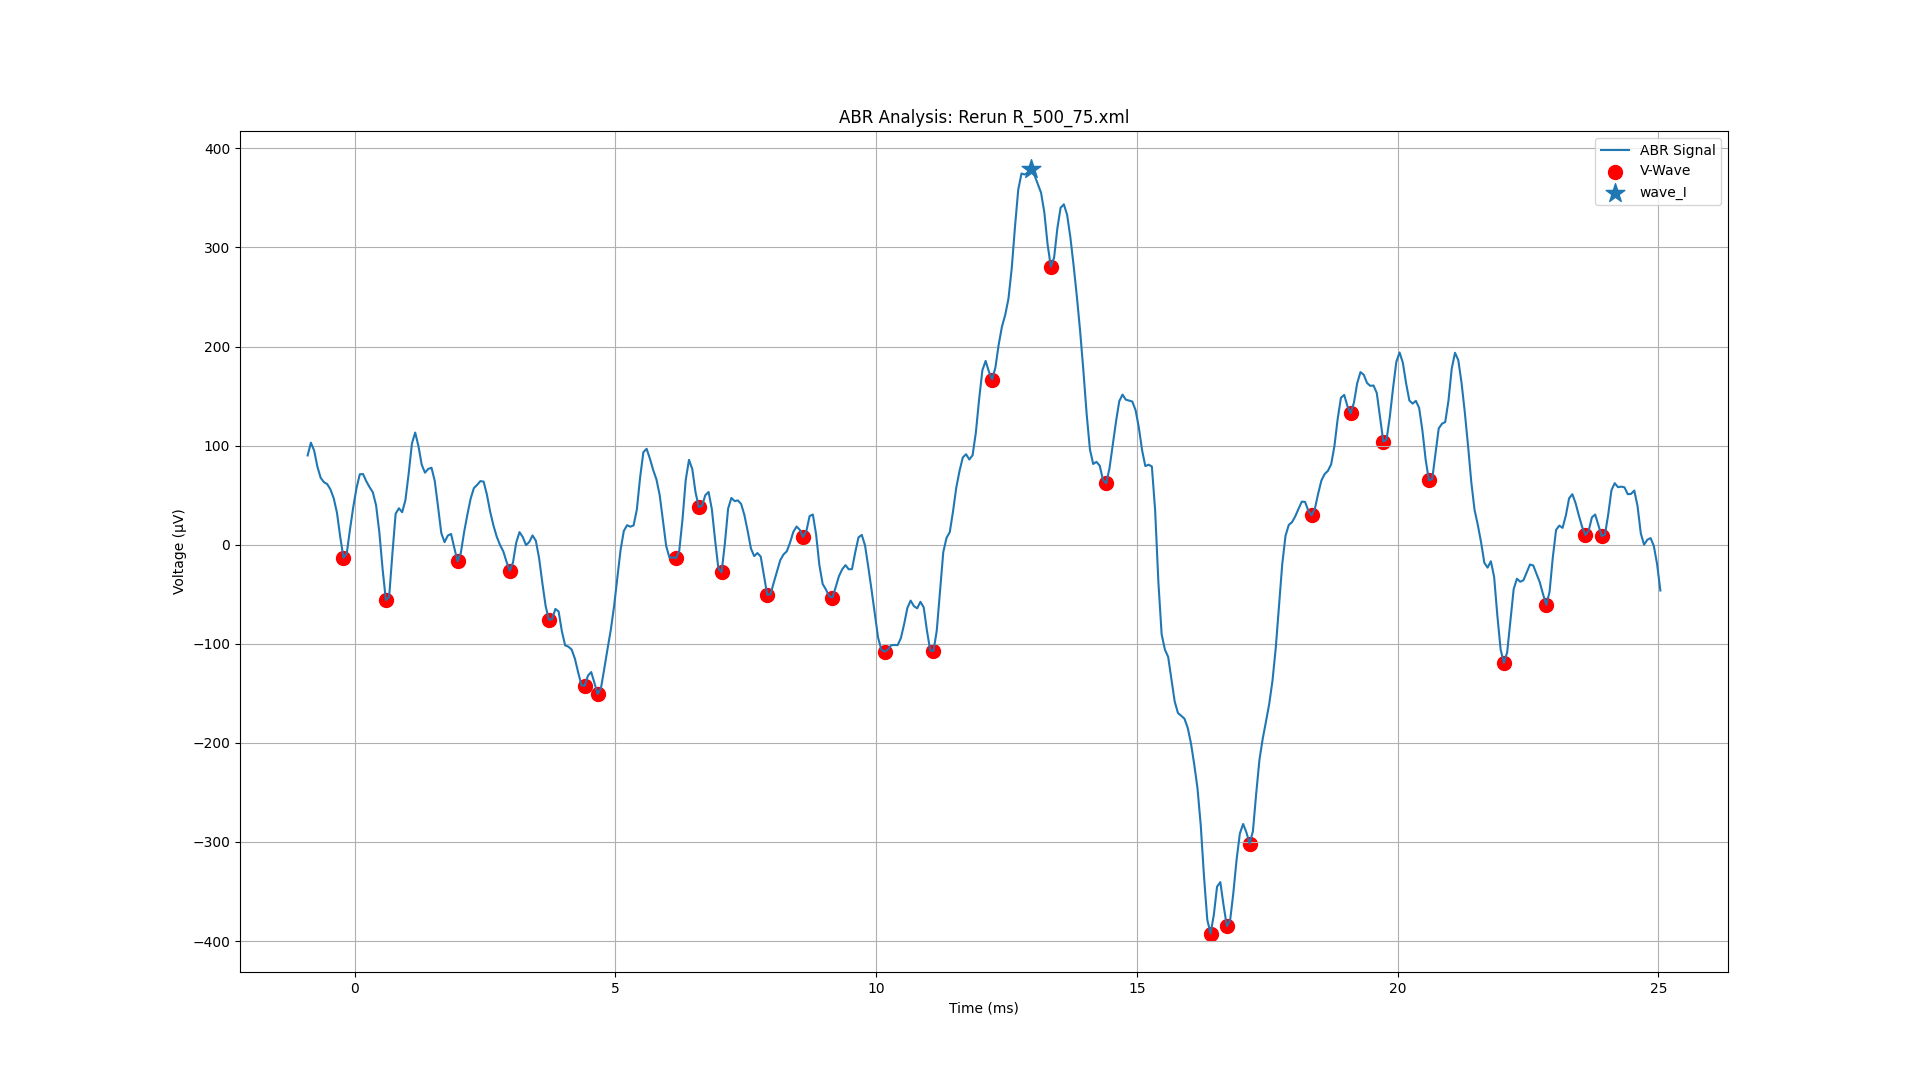 ABR Analysis: Rerun R_500_75.xml
ABR Signal
V-Wave
wave_I
400
300
200
100
0
−100
−200
−300
−400
Voltage (µV)
0 5 10 15 20 25
Time (ms)